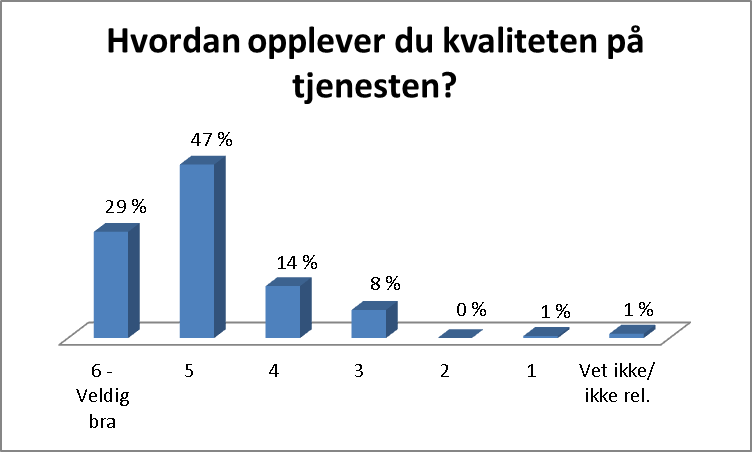 Hvordan opplever du kvaliteten på
tjenesten?
29 %
47 %
14 %
8 %
0 %
1 %
1 %
6 -
Veldig
bra
5
4
3
2
1
Vet ikke/
ikke rel.